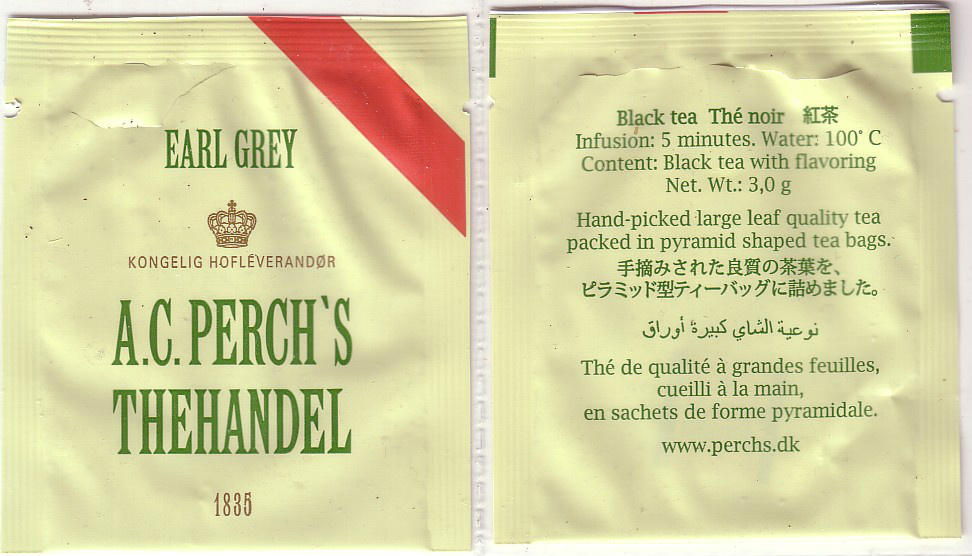 EARL GREY
KONGELIG HOFLEVERANDØR
A.C. PERCH`S
THEHANDEL
1835
Black tea Thé noir 紅茶
Infusion: 5 minutes. Water: 100° C
Content: Black tea with flavoring
Net. Wt.: 3,0 g
Hand-picked large leaf quality tea
packed in pyramid shaped tea bags.
手摘みされた良質の茶葉を、
ピラミッド型ティーバッグに詰めました。
نوعية الشاي كبيرة أوراق
Thé de qualité à grandes feuilles,
cueilli à la main,
en sachets de forme pyramidale.
www.perchs.dk